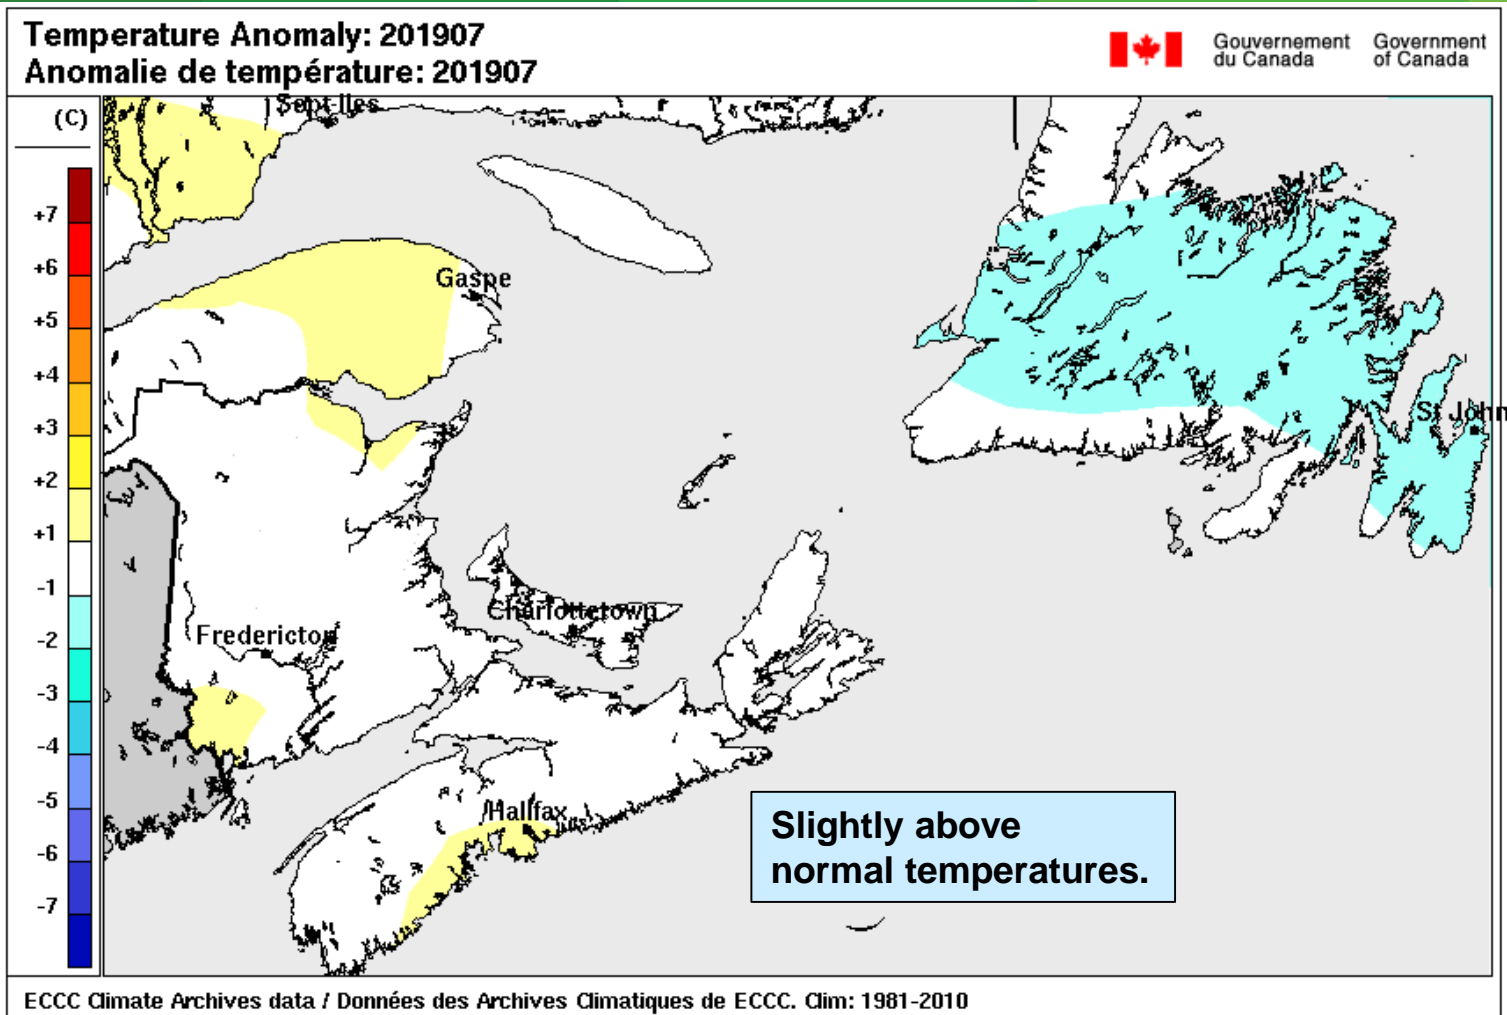 Temperature Anomaly: 201907
Anomalie de température: 201907
Gouvernement du Canada
Government of Canada
(C)
+7
+6
+5
+4
+3
+2
+1
-1
-2
-3
-4
-5
-6
-7
Sept-Iles
Gaspe
St John
Charlottetown
Fredericton
Halifax
Slightly above
normal temperatures.
ECCC Climate Archives data / Données des Archives Climatiques de ECCC. Clim: 1981-2010